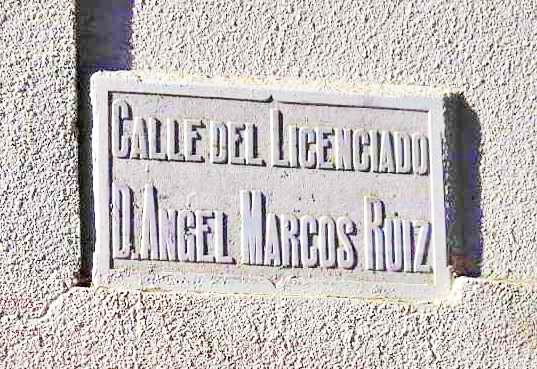 CALLE DEL LICENCIADO
D. ANGEL MARCOS RUIZ